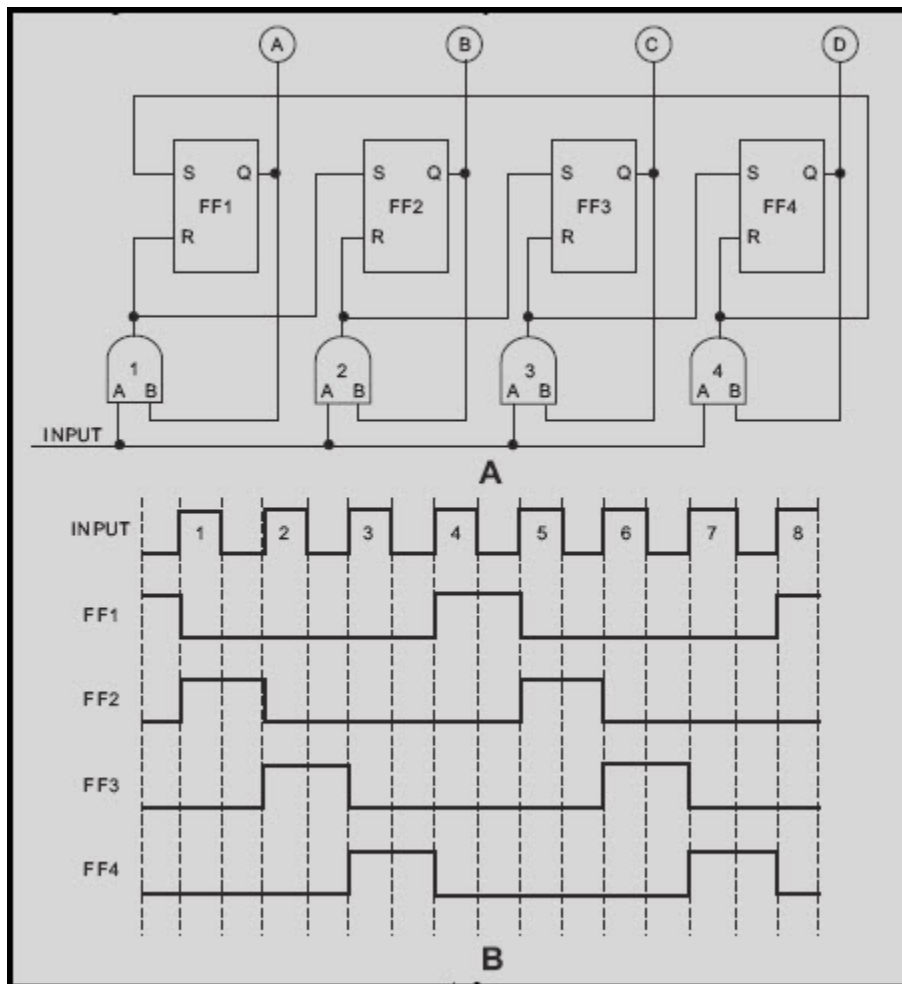 A B C D
S Q S Q S Q S Q
FF1 FF2 FF3 FF4
R R R R
1 2 3 4
A B A B A B A B
INPUT
A
INPUT 1 2 3 4 5 6 7 8
FF1
FF2
FF3
FF4
B